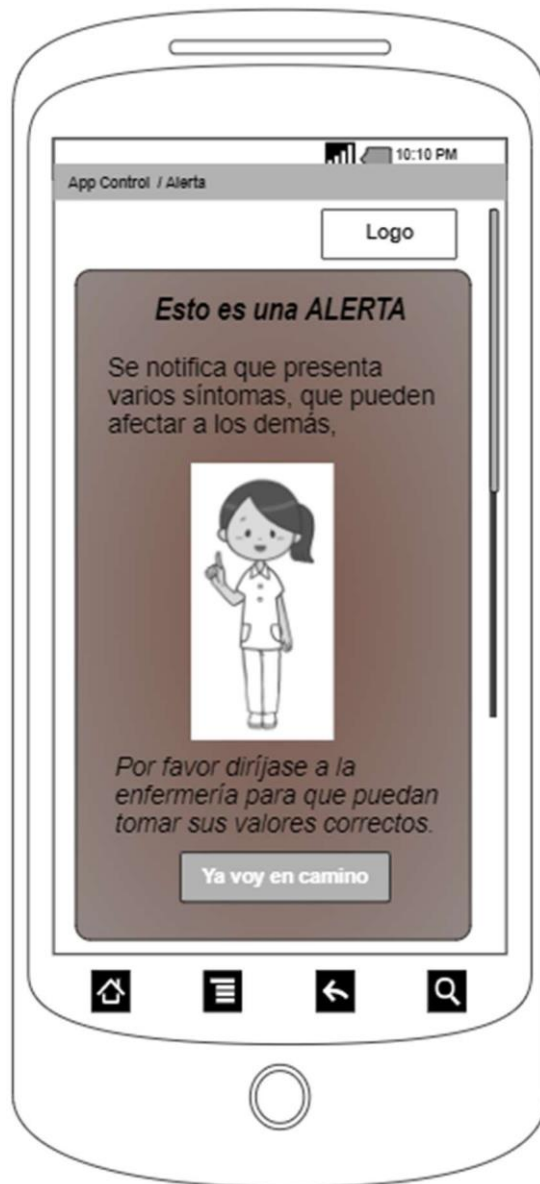 10:10 PM
App Control / Alerta
Logo
Esto es una ALERTA
Se notifica que presenta
varios síntomas, que pueden
afectar a los demás,
Por favor diríjase a la
enfermería para que puedan
tomar sus valores correctos.
Ya voy en camino